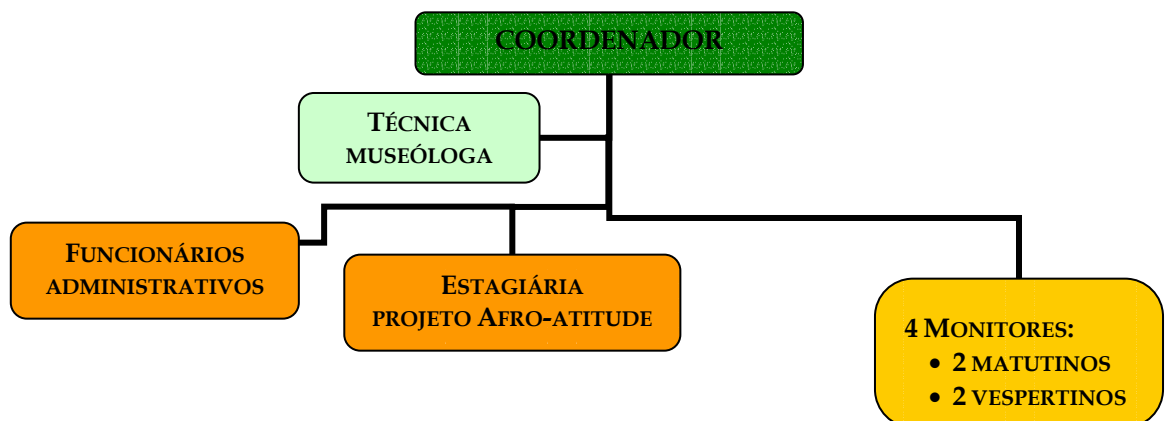 COORDENADOR
TÉCNICA
MUSEÓLOGA
FUNCIONÁRIOS
ADMINISTRATIVOS
ESTAGIÁRIA
PROJETO AFRO-ATITUDE
4 MONITORES:
• 2 MATUTINOS
• 2 VESPERTINOS